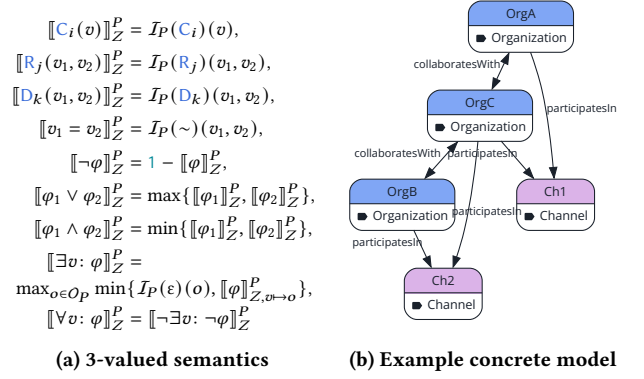 ⟦C_i(v)⟧^P_Z = I_P(C_i)(v),
⟦R_j(v_1, v_2)⟧^P_Z = I_P(R_j)(v_1, v_2),
⟦D_k(v_1, v_2)⟧^P_Z = I_P(D_k)(v_1, v_2),
⟦v_1 = v_2⟧^P_Z = I_P(∼)(v_1, v_2),
⟦¬φ⟧^P_Z = 1 − ⟦φ⟧^P_Z,
⟦φ_1 ∨ φ_2⟧^P_Z = max{⟦φ_1⟧^P_Z, ⟦φ_2⟧^P_Z},
⟦φ_1 ∧ φ_2⟧^P_Z = min{⟦φ_1⟧^P_Z, ⟦φ_2⟧^P_Z},
⟦∃v: φ⟧^P_Z =
max_{o∈O_P} min{I_P(ε)(o), ⟦φ⟧^P_{Z,v↦o}},
⟦∀v: φ⟧^P_Z = ⟦¬∃v: ¬φ⟧^P_Z
(a) 3-valued semantics
OrgA
Organization
collaboratesWith
OrgC
Organization
participatesIn
collaboratesWith
participatesIn
OrgB
Organization
Ch1
Channel
participatesIn
participatesIn
Ch2
Channel
(b) Example concrete model